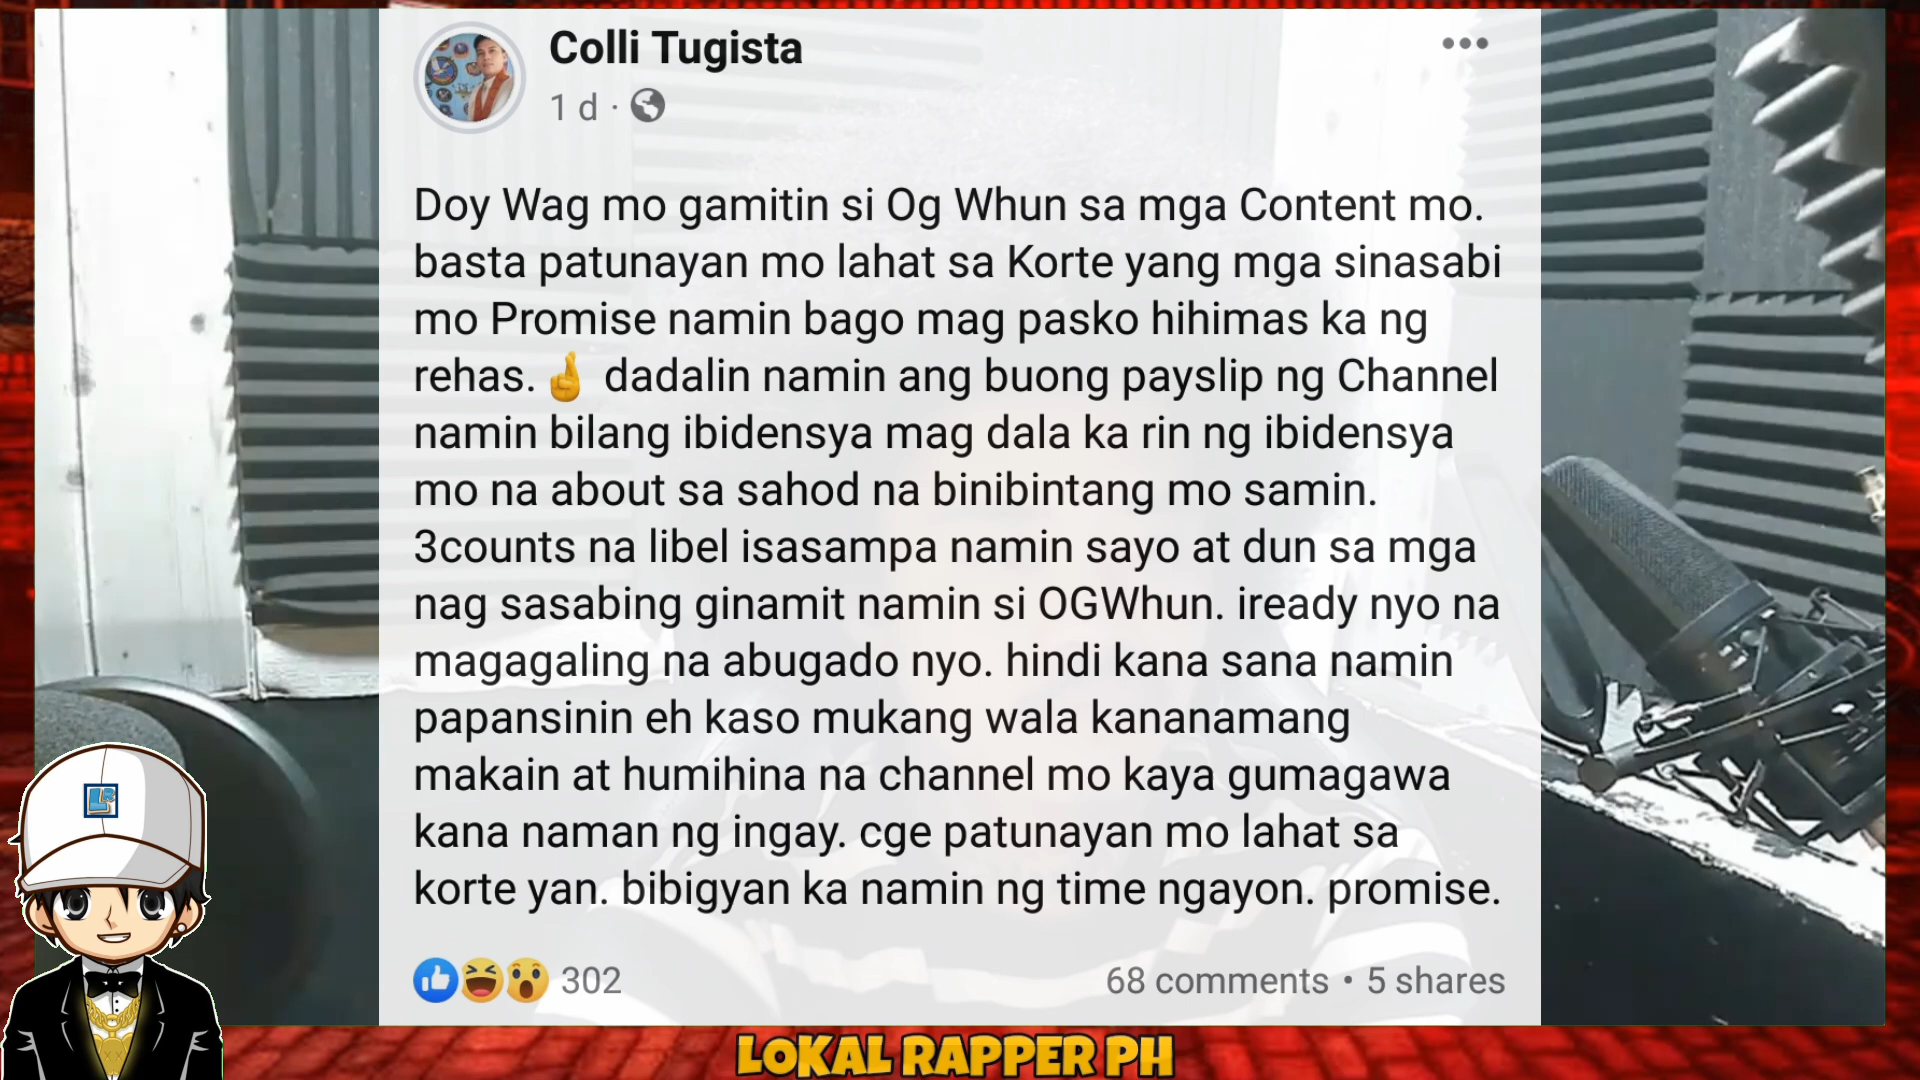 Colli Tugista
1 d ·
Doy Wag mo gamitin si Og Whun sa mga Content mo.
basta patunayan mo lahat sa Korte yang mga sinasabi
mo Promise namin bago mag pasko hihimas ka ng
rehas. 🤞 dadalin namin ang buong payslip ng Channel
namin bilang ibidensya mag dala ka rin ng ibidensya
mo na about sa sahod na binibintang mo samin.
3counts na libel isasampa namin sayo at dun sa mga
nag sasabing ginamit namin si OGWhun. iready nyo na
magagaling na abugado nyo. hindi kana sana namin
papansinin eh kaso mukang wala kananamang
makain at humihina na channel mo kaya gumagawa
kana naman ng ingay. cge patunayan mo lahat sa
korte yan. bibigyan ka namin ng time ngayon. promise.
302
68 comments • 5 shares
LOKAL RAPPER PH